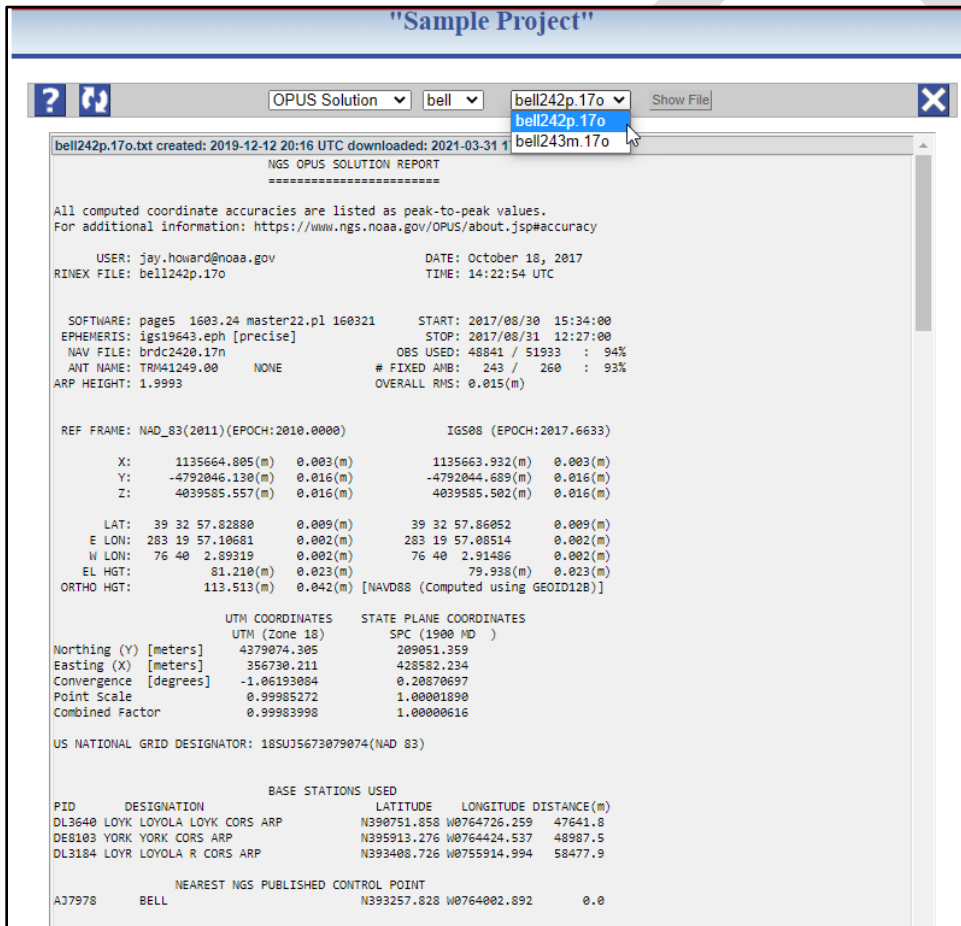 "Sample Project"
? OPUS Solution bell bell242p.17o Show File X
bell242p.17o
bell243m.17o
bell242p.17o.txt created: 2019-12-12 20:16 UTC downloaded: 2021-03-31 1
NGS OPUS SOLUTION REPORT
========================
All computed coordinate accuracies are listed as peak-to-peak values.
For additional information: https://www.ngs.noaa.gov/OPUS/about.jsp#accuracy
USER: jay.howard@noaa.gov DATE: October 18, 2017
RINEX FILE: bell242p.17o TIME: 14:22:54 UTC
SOFTWARE: page5 1603.24 master22.pl 160321 START: 2017/08/30 15:34:00
EPHEMERIS: igs19643.eph [precise] STOP: 2017/08/31 12:27:00
NAV FILE: brdc2420.17n OBS USED: 48841 / 51933 : 94%
ANT NAME: TRM41249.00 NONE # FIXED AMB: 243 / 260 : 93%
ARP HEIGHT: 1.9993 OVERALL RMS: 0.015(m)
REF FRAME: NAD_83(2011)(EPOCH:2010.0000) IGS08 (EPOCH:2017.6633)
X: 1135664.805(m) 0.003(m) 1135663.932(m) 0.003(m)
Y: -4792046.130(m) 0.016(m) -4792044.689(m) 0.016(m)
Z: 4039585.557(m) 0.016(m) 4039585.502(m) 0.016(m)
LAT: 39 32 57.82880 0.009(m) 39 32 57.86052 0.009(m)
E LON: 283 19 57.10681 0.002(m) 283 19 57.08514 0.002(m)
W LON: 76 40 2.89319 0.002(m) 76 40 2.91486 0.002(m)
EL HGT: 81.210(m) 0.023(m) 79.938(m) 0.023(m)
ORTHO HGT: 113.513(m) 0.042(m) [NAVD88 (Computed using GEOID12B)]
UTM COORDINATES STATE PLANE COORDINATES
UTM (Zone 18) SPC (1900 MD )
Northing (Y) [meters] 4379074.305 209051.359
Easting (X) [meters] 356730.211 428582.234
Convergence [degrees] -1.06193084 0.20870697
Point Scale 0.99985272 1.00001890
Combined Factor 0.99983998 1.00000616
US NATIONAL GRID DESIGNATOR: 18SUJ5673079074(NAD 83)
BASE STATIONS USED
PID DESIGNATION LATITUDE LONGITUDE DISTANCE(m)
DL3640 LOYK LOYOLA LOYK CORS ARP N390751.858 W0764726.259 47641.8
DE8103 YORK YORK CORS ARP N395913.276 W0764424.537 48987.5
DL3184 LOYR LOYOLA R CORS ARP N393408.726 W0755914.994 58477.9
NEAREST NGS PUBLISHED CONTROL POINT
AJ7978 BELL N393257.828 W0764002.892 0.0